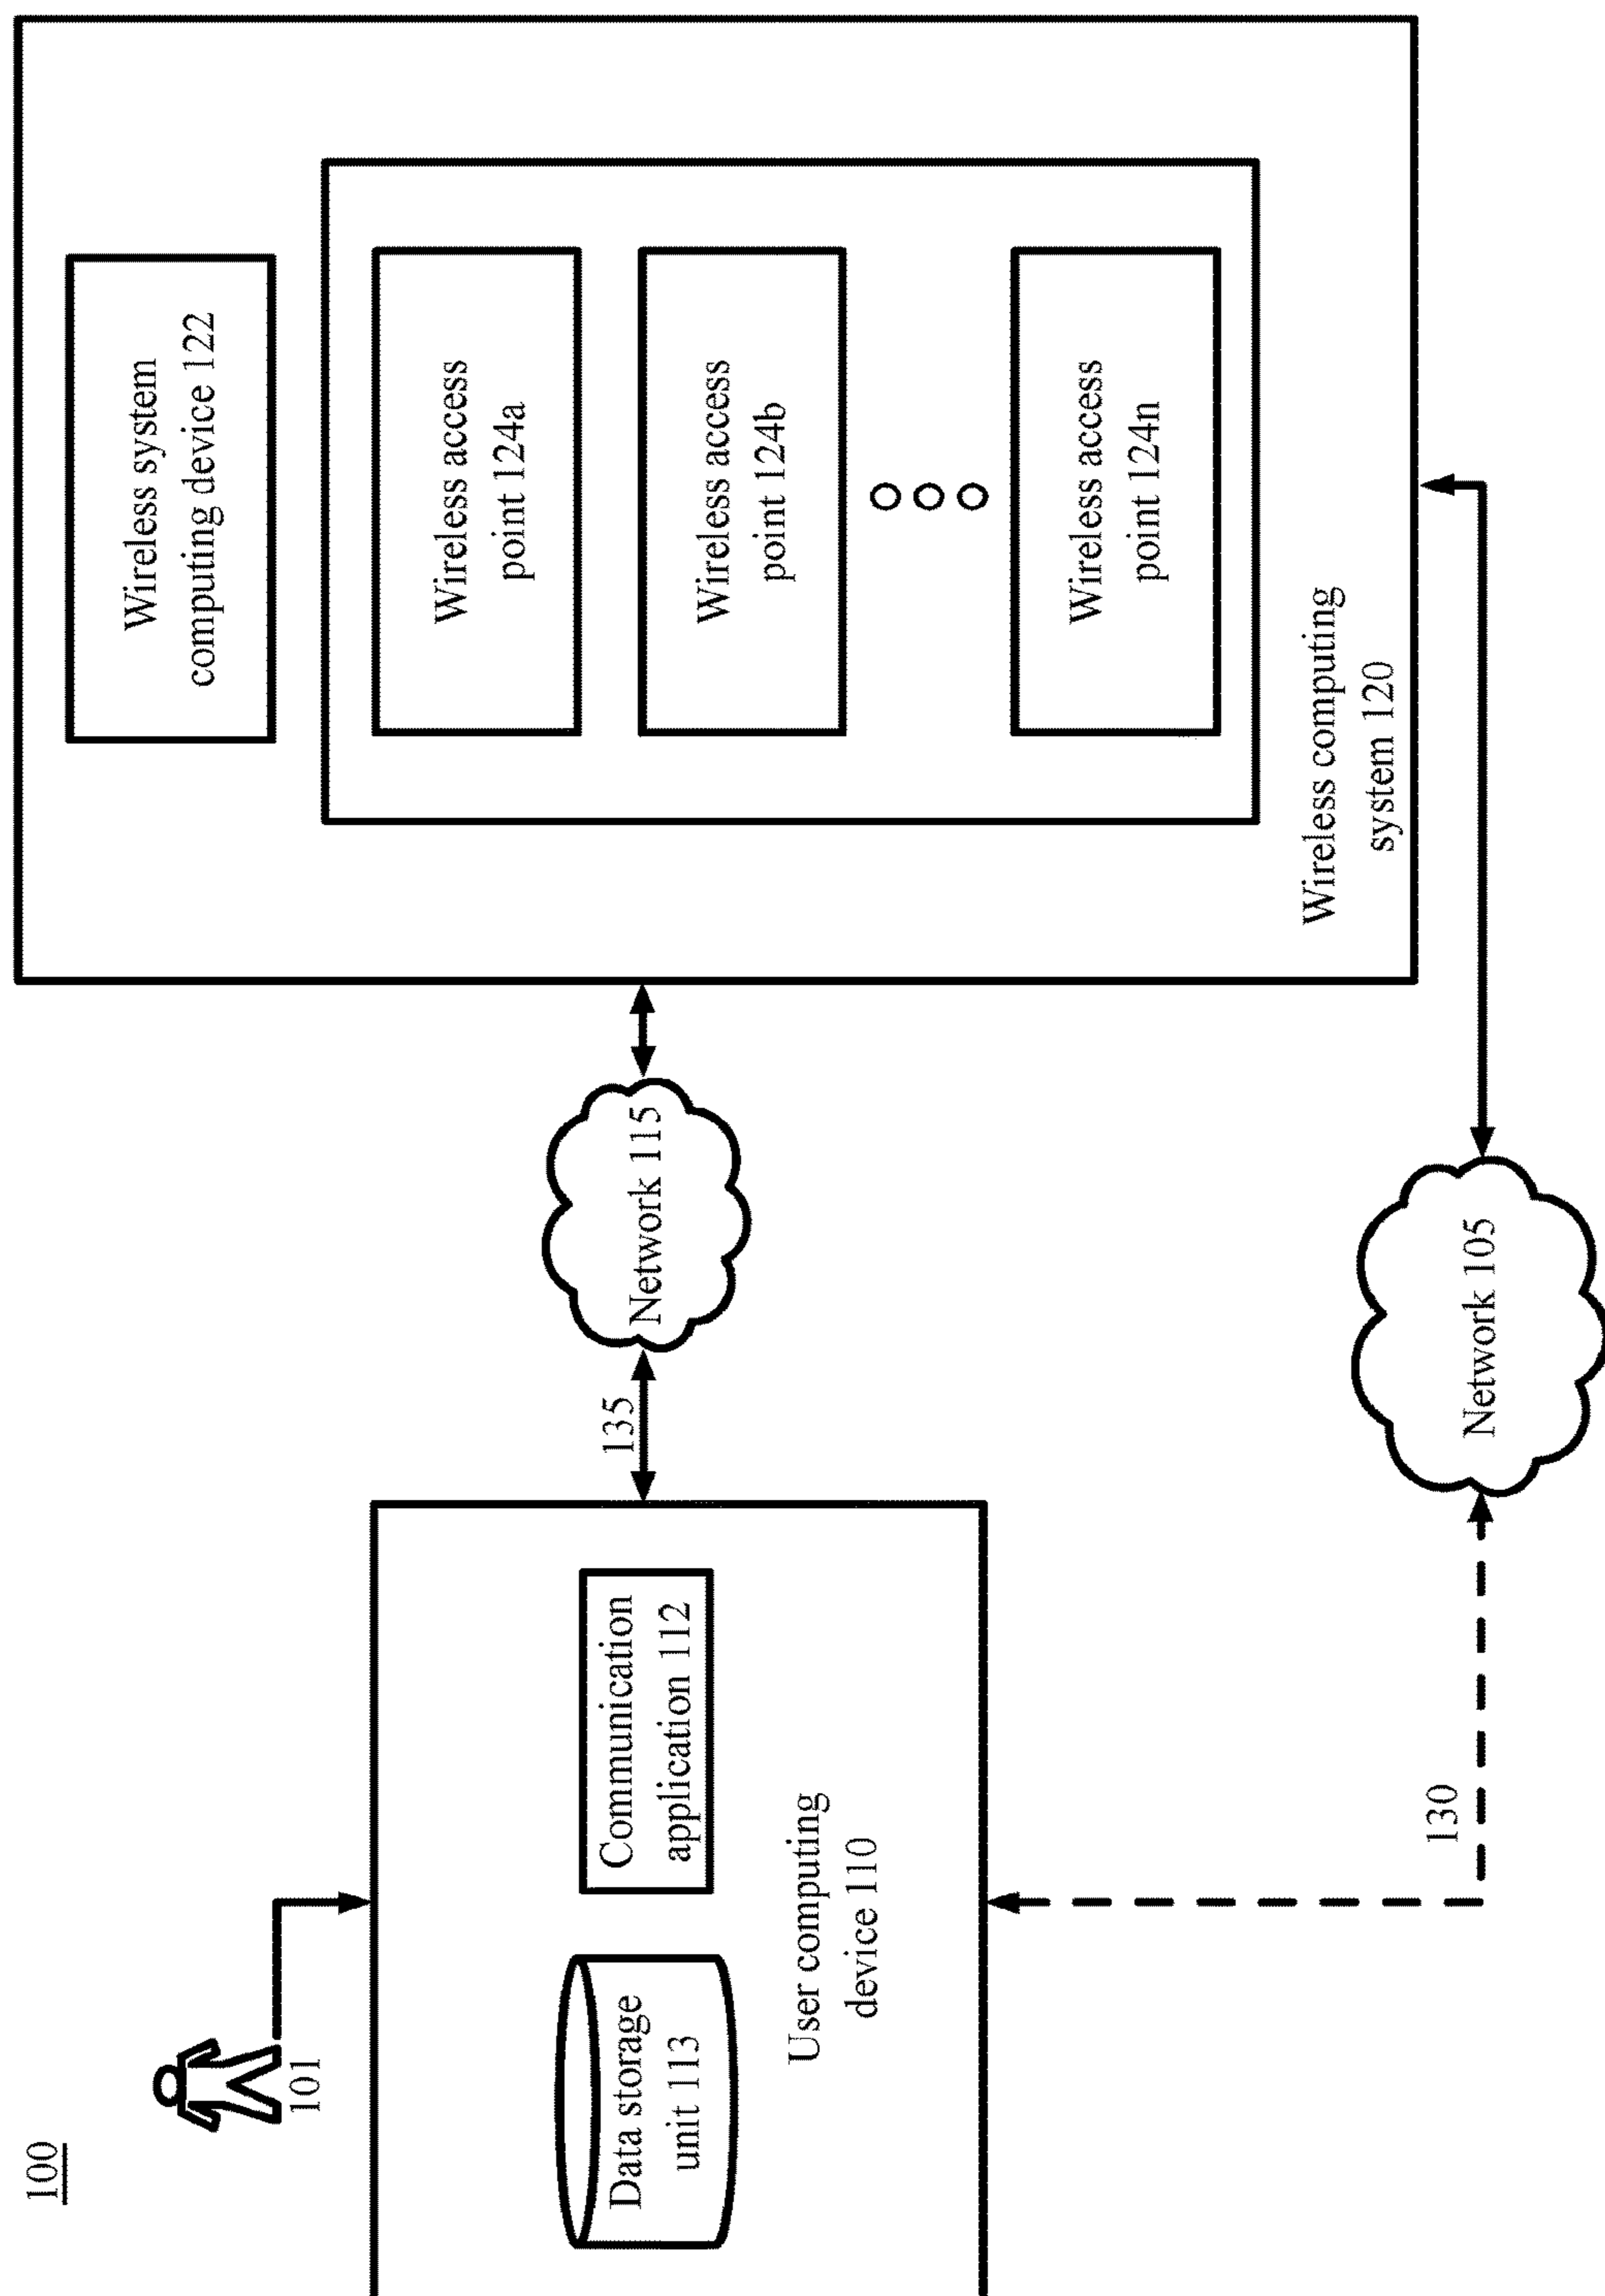 100
101
Data storage
unit 113
Communication
application 112
User computing
device 110
135
Network 115
130
Network 105
Wireless system
computing device 122
Wireless access
point 124a
Wireless access
point 124b
Wireless access
point 124n
Wireless computing
system 120